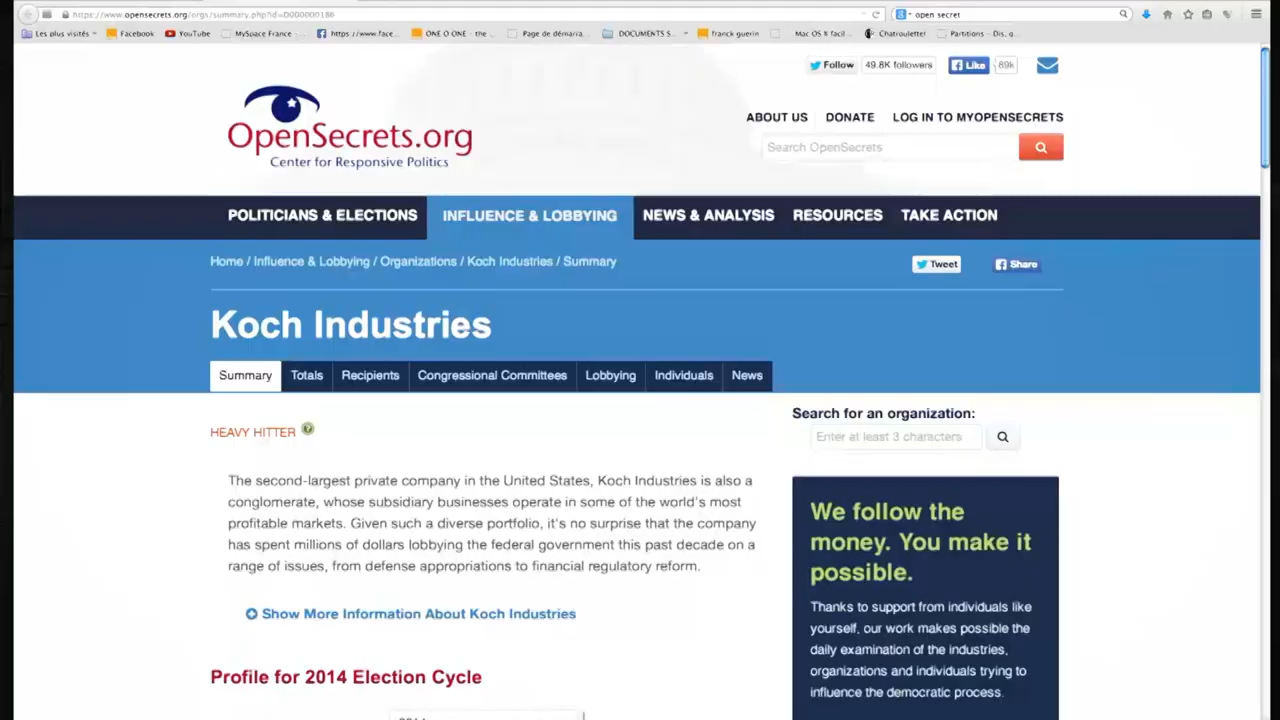 https://www.opensecrets.org/orgs/summary.php?id=D000000186
open secret
Les plus visités
Facebook
YouTube
MySpace France
https://www.face...
ONE O ONE - the ...
Page de démarra...
DOCUMENTS S...
franck guerin
Mac OS X facil...
Chatrouletter
Partitions - Dis, q...
Follow
49.8K followers
Like
89k
OpenSecrets.org
Center for Responsive Politics
ABOUT US
DONATE
LOG IN TO MYOPENSECRETS
Search OpenSecrets
POLITICIANS & ELECTIONS
INFLUENCE & LOBBYING
NEWS & ANALYSIS
RESOURCES
TAKE ACTION
Home / Influence & Lobbying / Organizations / Koch Industries / Summary
Tweet
Share
Koch Industries
Summary
Totals
Recipients
Congressional Committees
Lobbying
Individuals
News
HEAVY HITTER
The second-largest private company in the United States, Koch Industries is also a
conglomerate, whose subsidiary businesses operate in some of the world's most
profitable markets. Given such a diverse portfolio, it's no surprise that the company
has spent millions of dollars lobbying the federal government this past decade on a
range of issues, from defense appropriations to financial regulatory reform.
Show More Information About Koch Industries
Profile for 2014 Election Cycle
Search for an organization:
Enter at least 3 characters
We follow the
money. You make it
possible.
Thanks to support from individuals like
yourself, our work makes possible the
daily examination of the industries,
organizations and individuals trying to
influence the democratic process.